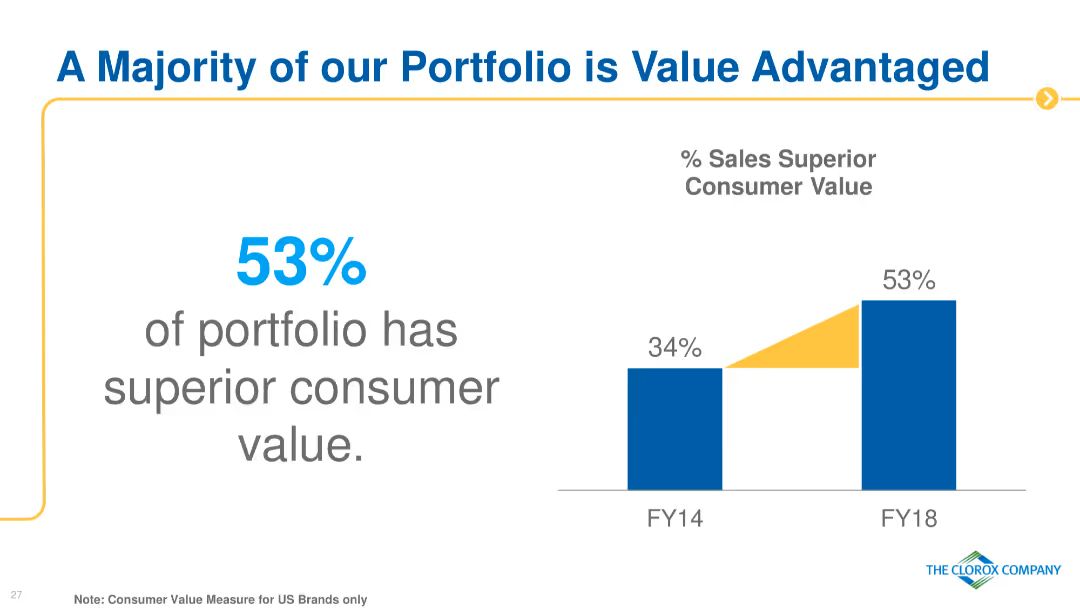 A Majority of our Portfolio is Value Advantaged
% Sales Superior
Consumer Value
53%
of portfolio has
superior consumer
value.
53%
34%
FY14
FY18
THE CLOROX COMPANY
27
Note: Consumer Value Measure for US Brands only